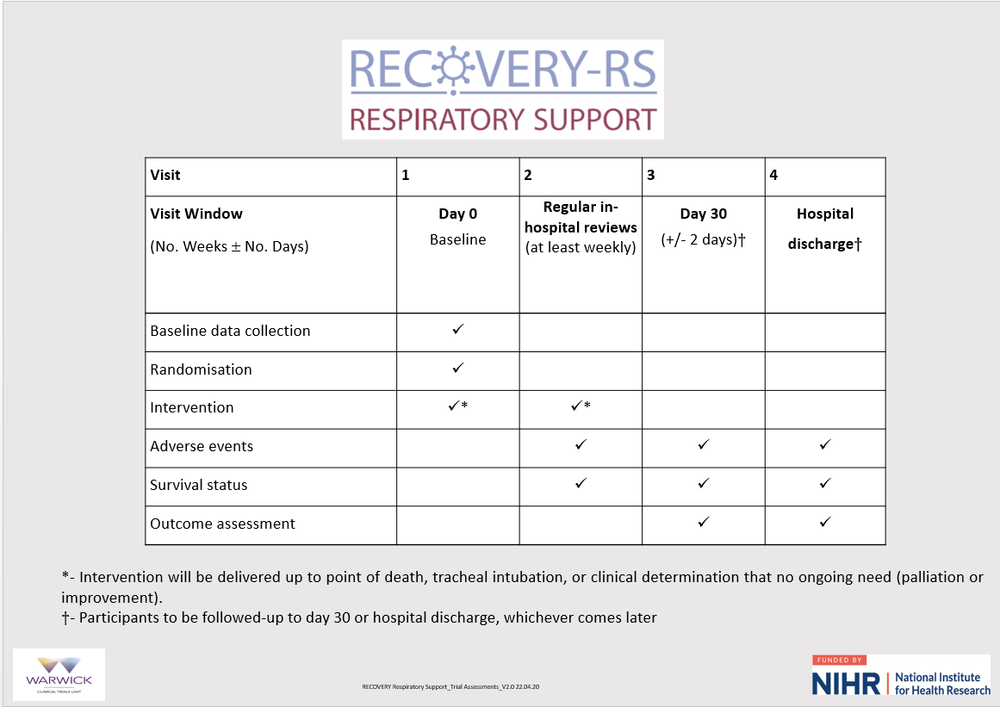 RECOVERY-RS
RESPIRATORY SUPPORT
Visit 1 2 3 4
Visit Window
(No. Weeks ± No. Days)
Day 0
Baseline
Regular in-
hospital reviews
(at least weekly)
Day 30
(+/- 2 days)†
Hospital
discharge†
Baseline data collection ✓
Randomisation ✓
Intervention ✓* ✓*
Adverse events ✓ ✓ ✓
Survival status ✓ ✓ ✓
Outcome assessment ✓ ✓
*- Intervention will be delivered up to point of death, tracheal intubation, or clinical determination that no ongoing need (palliation or
improvement).
†- Participants to be followed-up to day 30 or hospital discharge, whichever comes later
WARWICK
CLINICAL TRIALS UNIT
RECOVERY Respiratory Support_Trial Assessments_V2.0 22.04.20
FUNDED BY
NIHR | National Institute
for Health Research